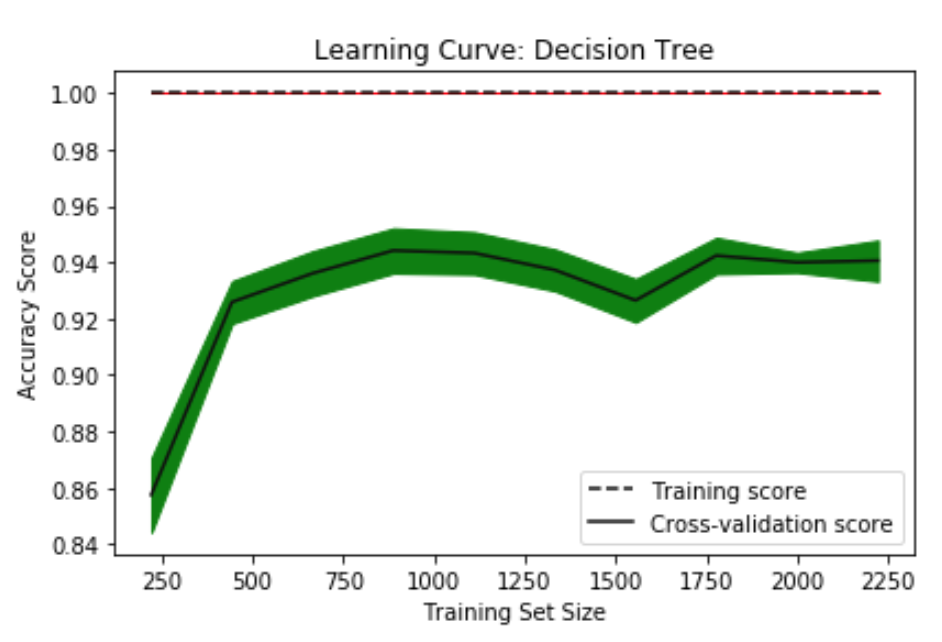 Learning Curve: Decision Tree
1.00
0.98
0.96
0.94
0.92
0.90
0.88
0.86
0.84
Accuracy Score
Training score
Cross-validation score
250 500 750 1000 1250 1500 1750 2000 2250
Training Set Size